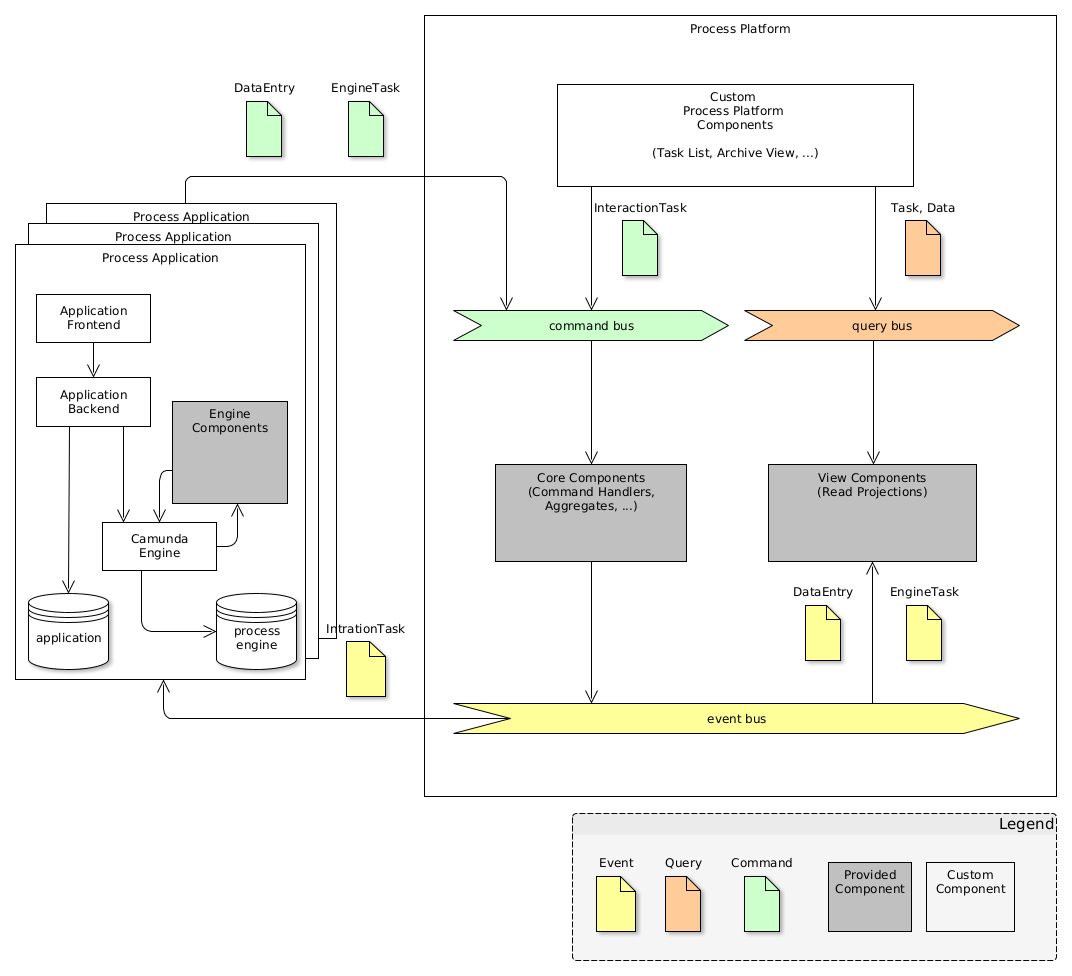 Process Platform
DataEntry
EngineTask
Custom
Process Platform
Components
(Task List, Archive View, ...)
InteractionTask
Task, Data
Process Application
Process Application
Process Application
Application
Frontend
command bus
query bus
Application
Backend
Engine
Components
Core Components
(Command Handlers,
Aggregates, ...)
View Components
(Read Projections)
Camunda
Engine
DataEntry
EngineTask
application
process
engine
IntrationTask
event bus
Legend
Event
Query
Command
Provided
Component
Custom
Component